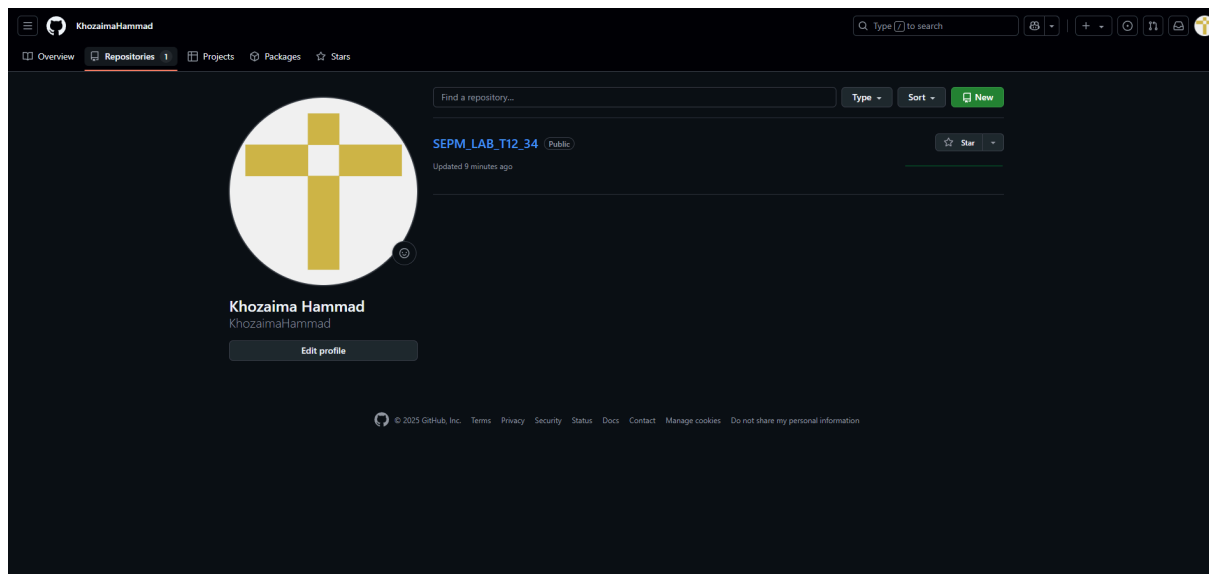 KhozaimaHammad
Type / to search
Overview Repositories 1 Projects Packages Stars
Find a repository...
Type Sort New
SEPM_LAB_T12_34 Public
Star
Updated 9 minutes ago
Khozaima Hammad
KhozaimaHammad
Edit profile
© 2025 GitHub, Inc. Terms Privacy Security Status Docs Contact Manage cookies Do not share my personal information